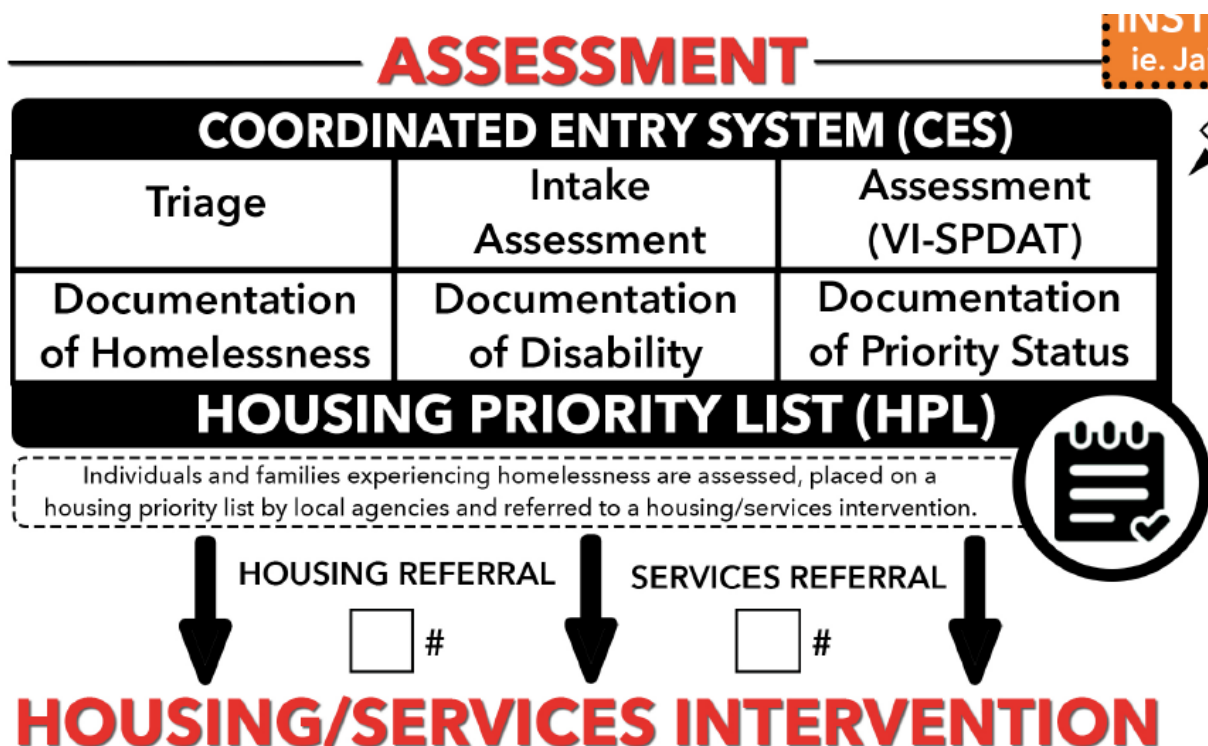 ASSESSMENT
ie.
COORDINATED ENTRY SYSTEM (CES)
Triage
Intake
Assessment
Assessment
(VI-SPDAT)
Documentation
of Homelessness
Documentation
of Disability
Documentation
of Priority Status
HOUSING PRIORITY LIST (HPL)
Individuals and families experiencing homelessness are assessed, placed on a
housing priority list by local agencies and referred to a housing/services intervention.
HOUSING REFERRAL
#
SERVICES REFERRAL
#
HOUSING/SERVICES INTERVENTION